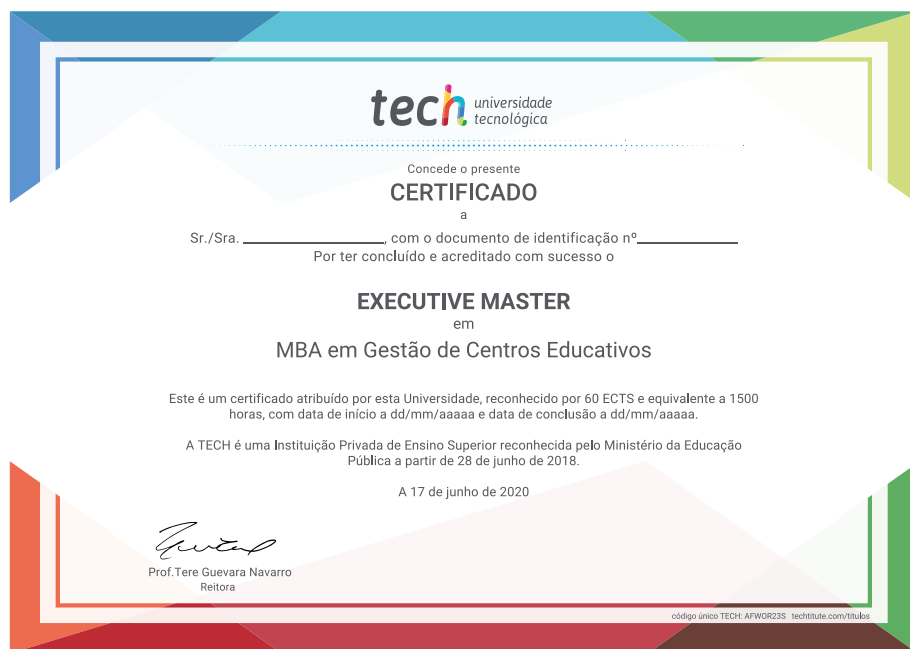 tech universidade
tecnológica
Concede o presente
CERTIFICADO
a
Sr./Sra. ____________, com o documento de identificação nº____________
Por ter concluído e acreditado com sucesso o
EXECUTIVE MASTER
em
MBA em Gestão de Centros Educativos
Este é um certificado atribuído por esta Universidade, reconhecido por 60 ECTS e equivalente a 1500
horas, com data de início a dd/mm/aaaaa e data de conclusão a dd/mm/aaaaa.
A TECH é uma Instituição Privada de Ensino Superior reconhecida pelo Ministério da Educação
Pública a partir de 28 de junho de 2018.
A 17 de junho de 2020
Prof.Tere Guevara Navarro
Reitora
código único TECH: AFWOR23S techtitute.com/titulos